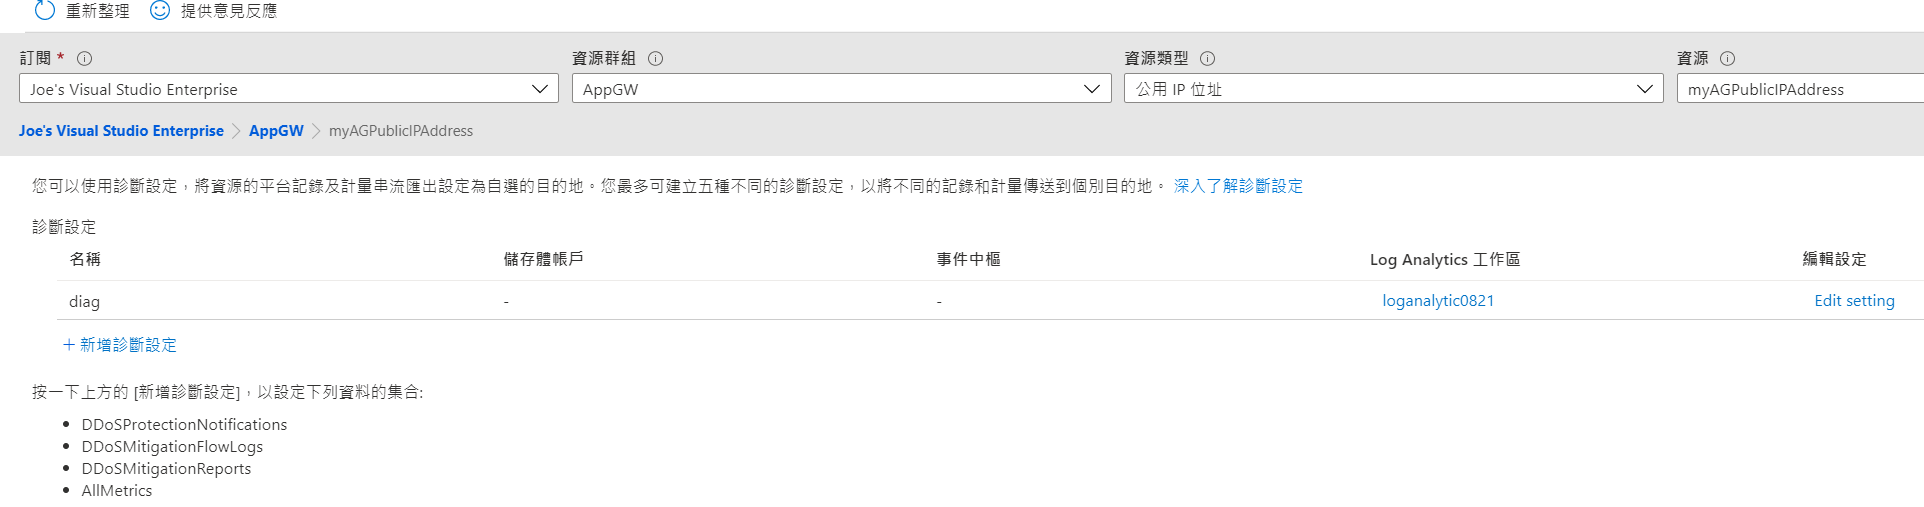 重新整理 提供意見反應
訂閱 * 資源群組 資源類型 資源
Joe's Visual Studio Enterprise AppGW 公用 IP 位址 myAGPublicIPAddress
Joe's Visual Studio Enterprise AppGW myAGPublicIPAddress
您可以使用診斷設定，將資源的平台記錄及計量串流匯出設定為自選的目的地。您最多可建立五種不同的診斷設定，以將不同的記錄和計量傳送到個別目的地。 深入了解診斷設定
診斷設定
名稱 儲存體帳戶 事件中樞 Log Analytics 工作區 編輯設定
diag - - loganalytic0821 Edit setting
+ 新增診斷設定
按一下上方的 [新增診斷設定]，以設定下列資料的集合:
• DDoSProtectionNotifications
• DDoSMitigationFlowLogs
• DDoSMitigationReports
• AllMetrics